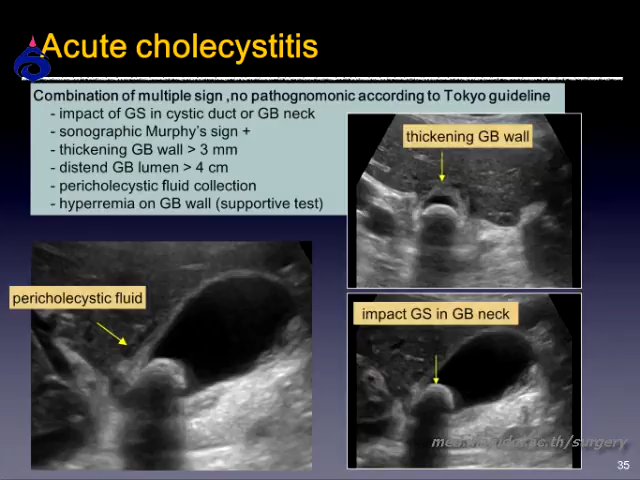 Acute cholecystitis
Combination of multiple sign ,no pathognomonic according to Tokyo guideline
- impact of GS in cystic duct or GB neck
- sonographic Murphy's sign +
- thickening GB wall > 3 mm
- distend GB lumen > 4 cm
- pericholecystic fluid collection
- hyperremia on GB wall (supportive test)
thickening GB wall
pericholecystic fluid
impact GS in GB neck
35